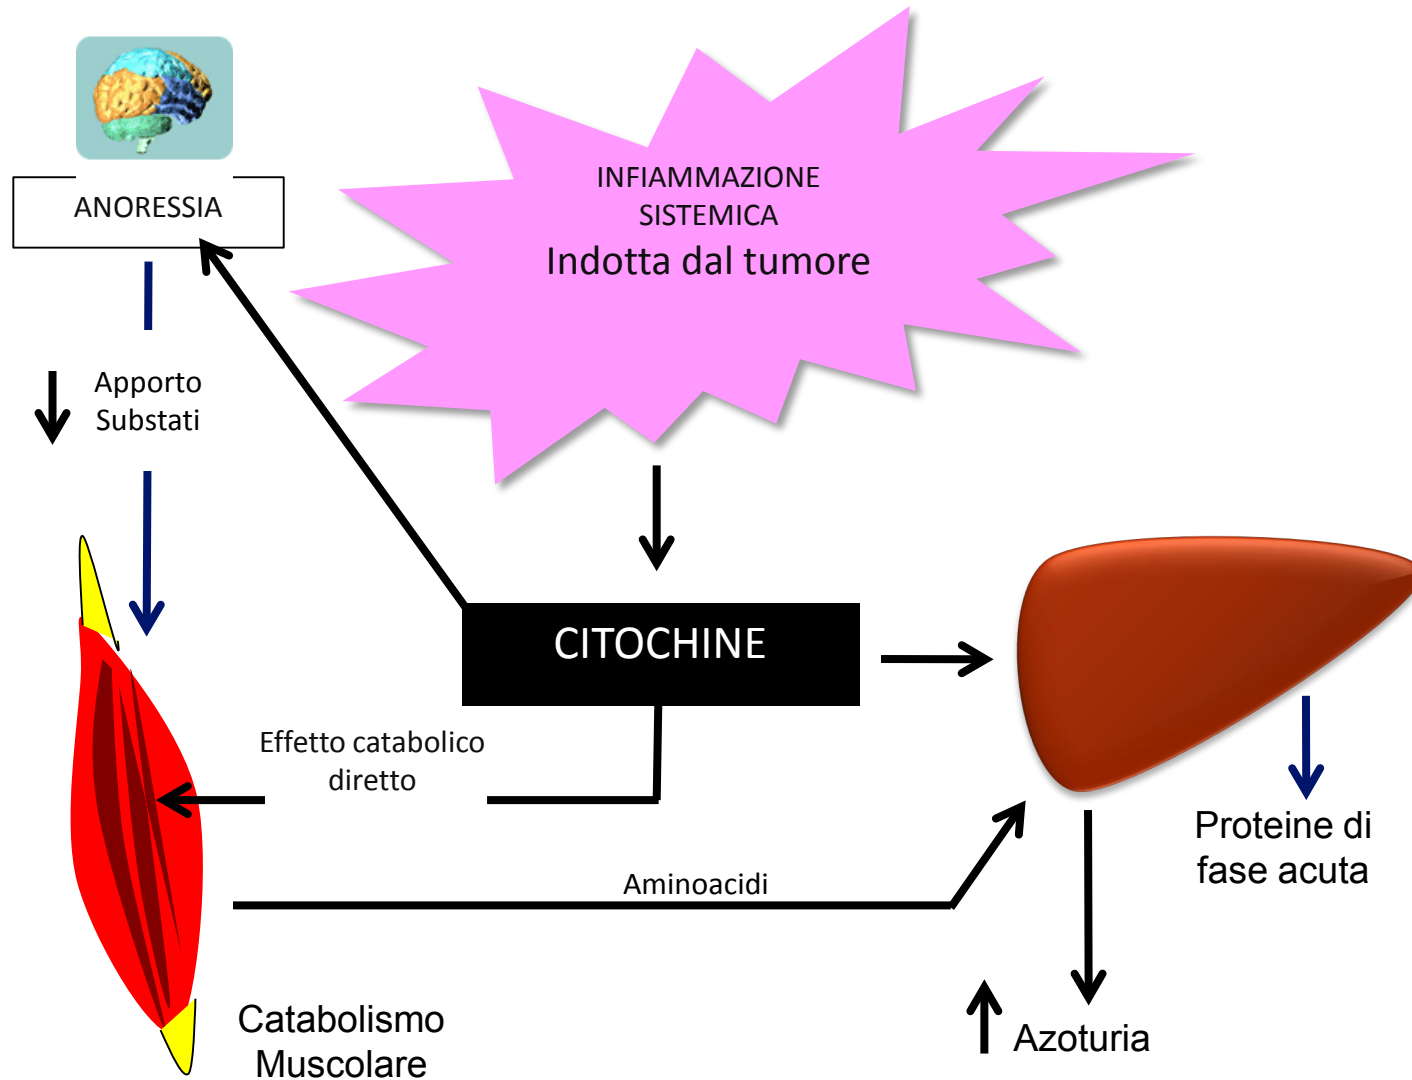 INFIAMMAZIONE
SISTEMICA
Indotta dal tumore
ANORESSIA
Apporto
Substati
CITOCHINE
Effetto catabolico
diretto
Aminoacidi
Proteine di
fase acuta
Catabolismo
Muscolare
Azoturia